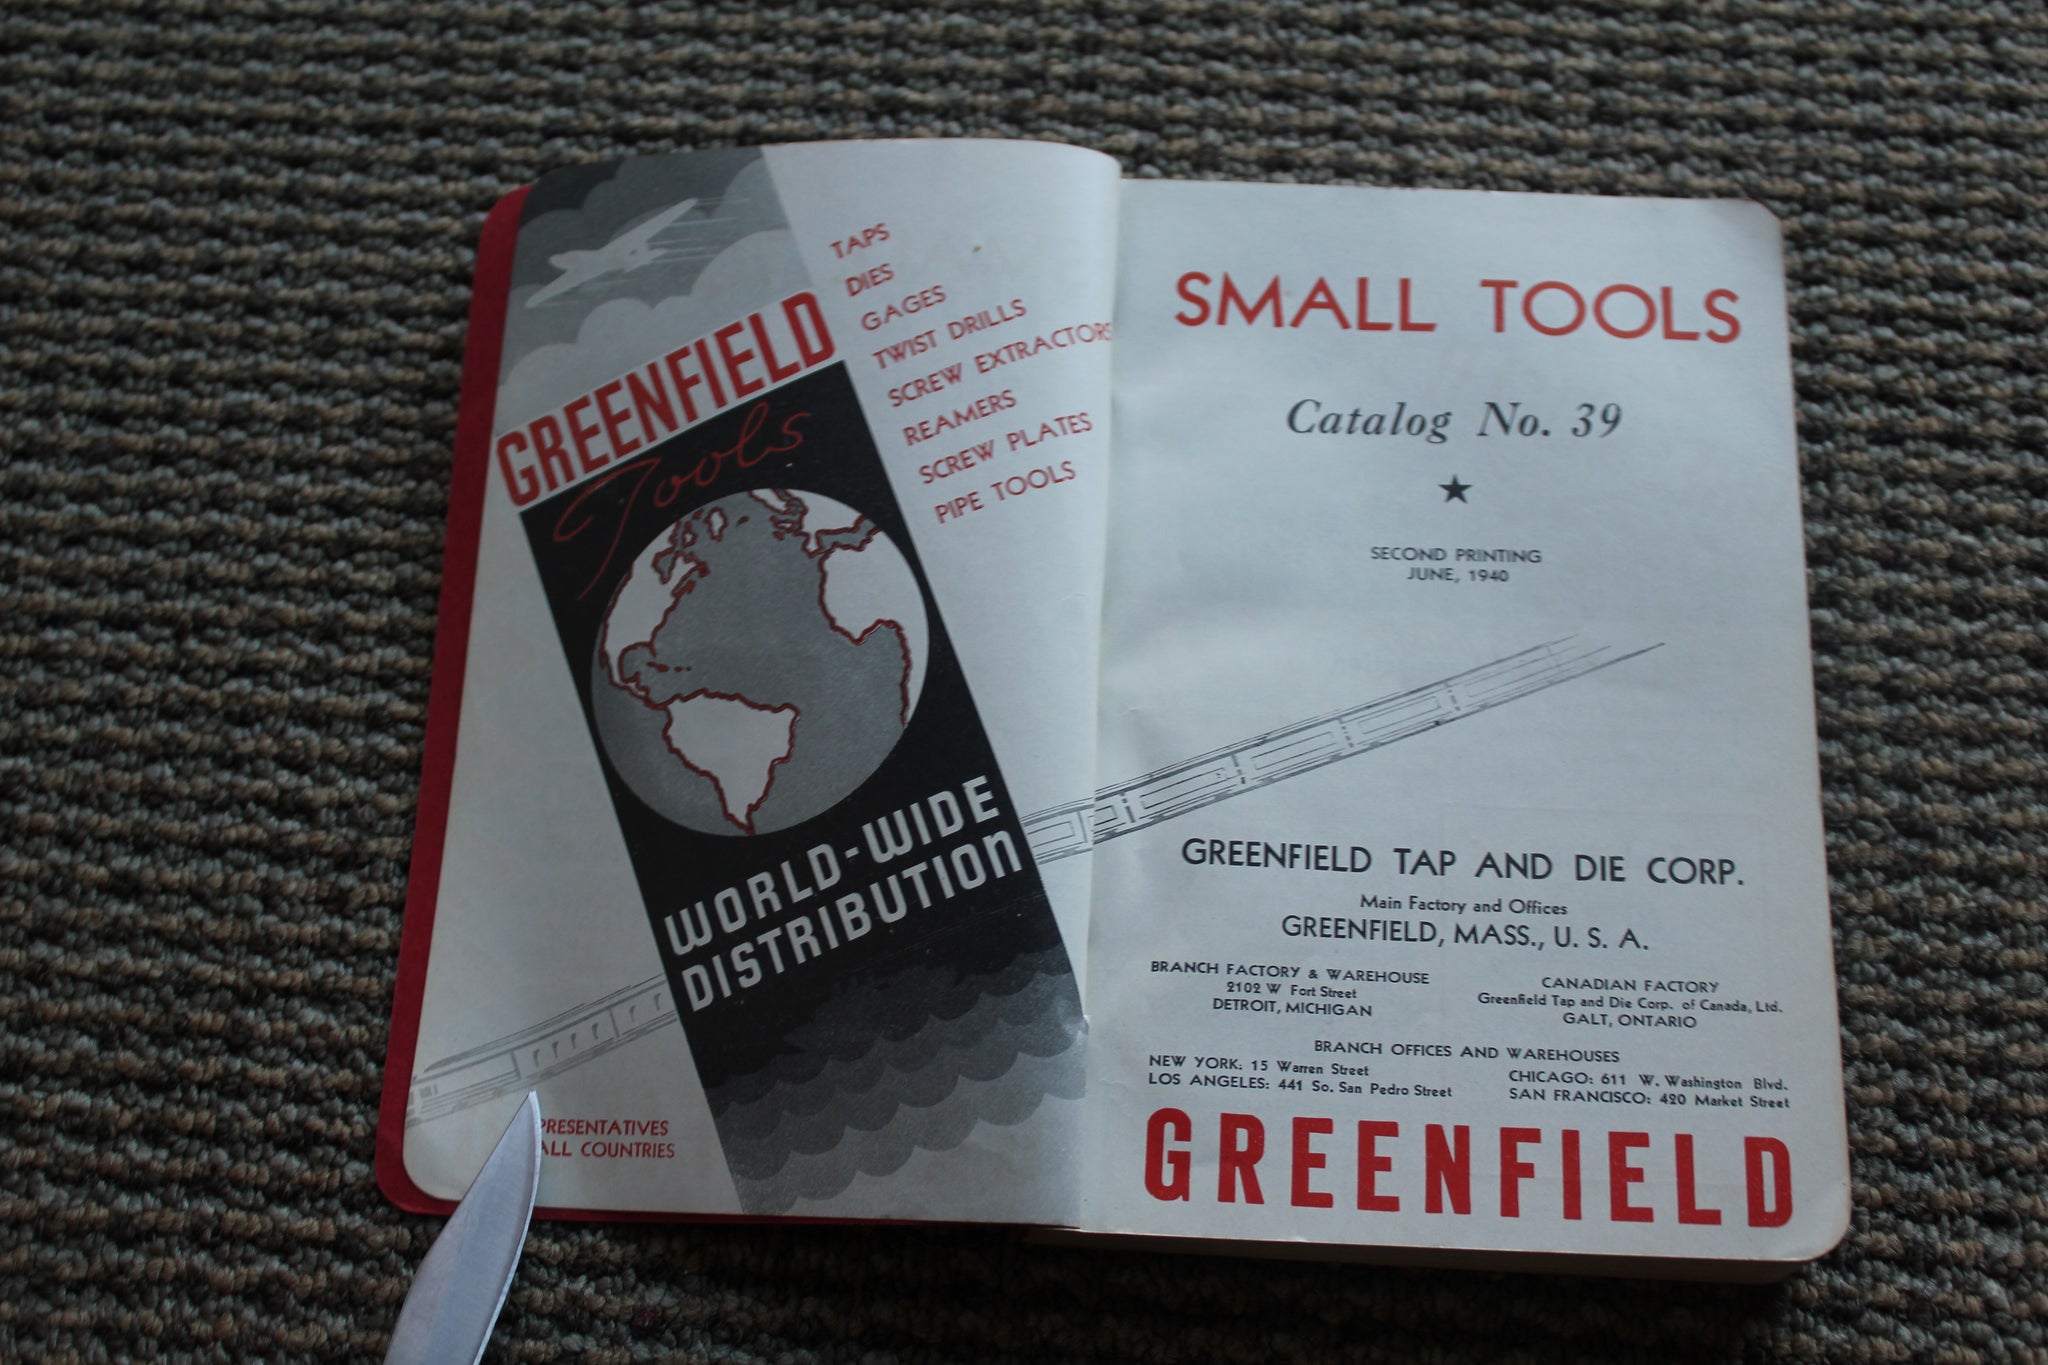 GREENFIELD
Tools
TAPS
DIES
GAGES
TWIST DRILLS
SCREW EXTRACTORS
REAMERS
SCREW PLATES
PIPE TOOLS
WORLD-WIDE
DISTRIBUTION
PRESENTATIVES
ALL COUNTRIES
SMALL TOOLS
Catalog No. 39
SECOND PRINTING
JUNE, 1940
GREENFIELD TAP AND DIE CORP.
Main Factory and Offices
GREENFIELD, MASS., U. S. A.
BRANCH FACTORY & WAREHOUSE
2102 W Fort Street
DETROIT, MICHIGAN
CANADIAN FACTORY
Greenfield Tap and Die Corp. of Canada, Ltd.
GALT, ONTARIO
BRANCH OFFICES AND WAREHOUSES
NEW YORK: 15 Warren Street
LOS ANGELES: 441 So. San Pedro Street
CHICAGO: 611 W. Washington Blvd.
SAN FRANCISCO: 420 Market Street
GREENFIELD